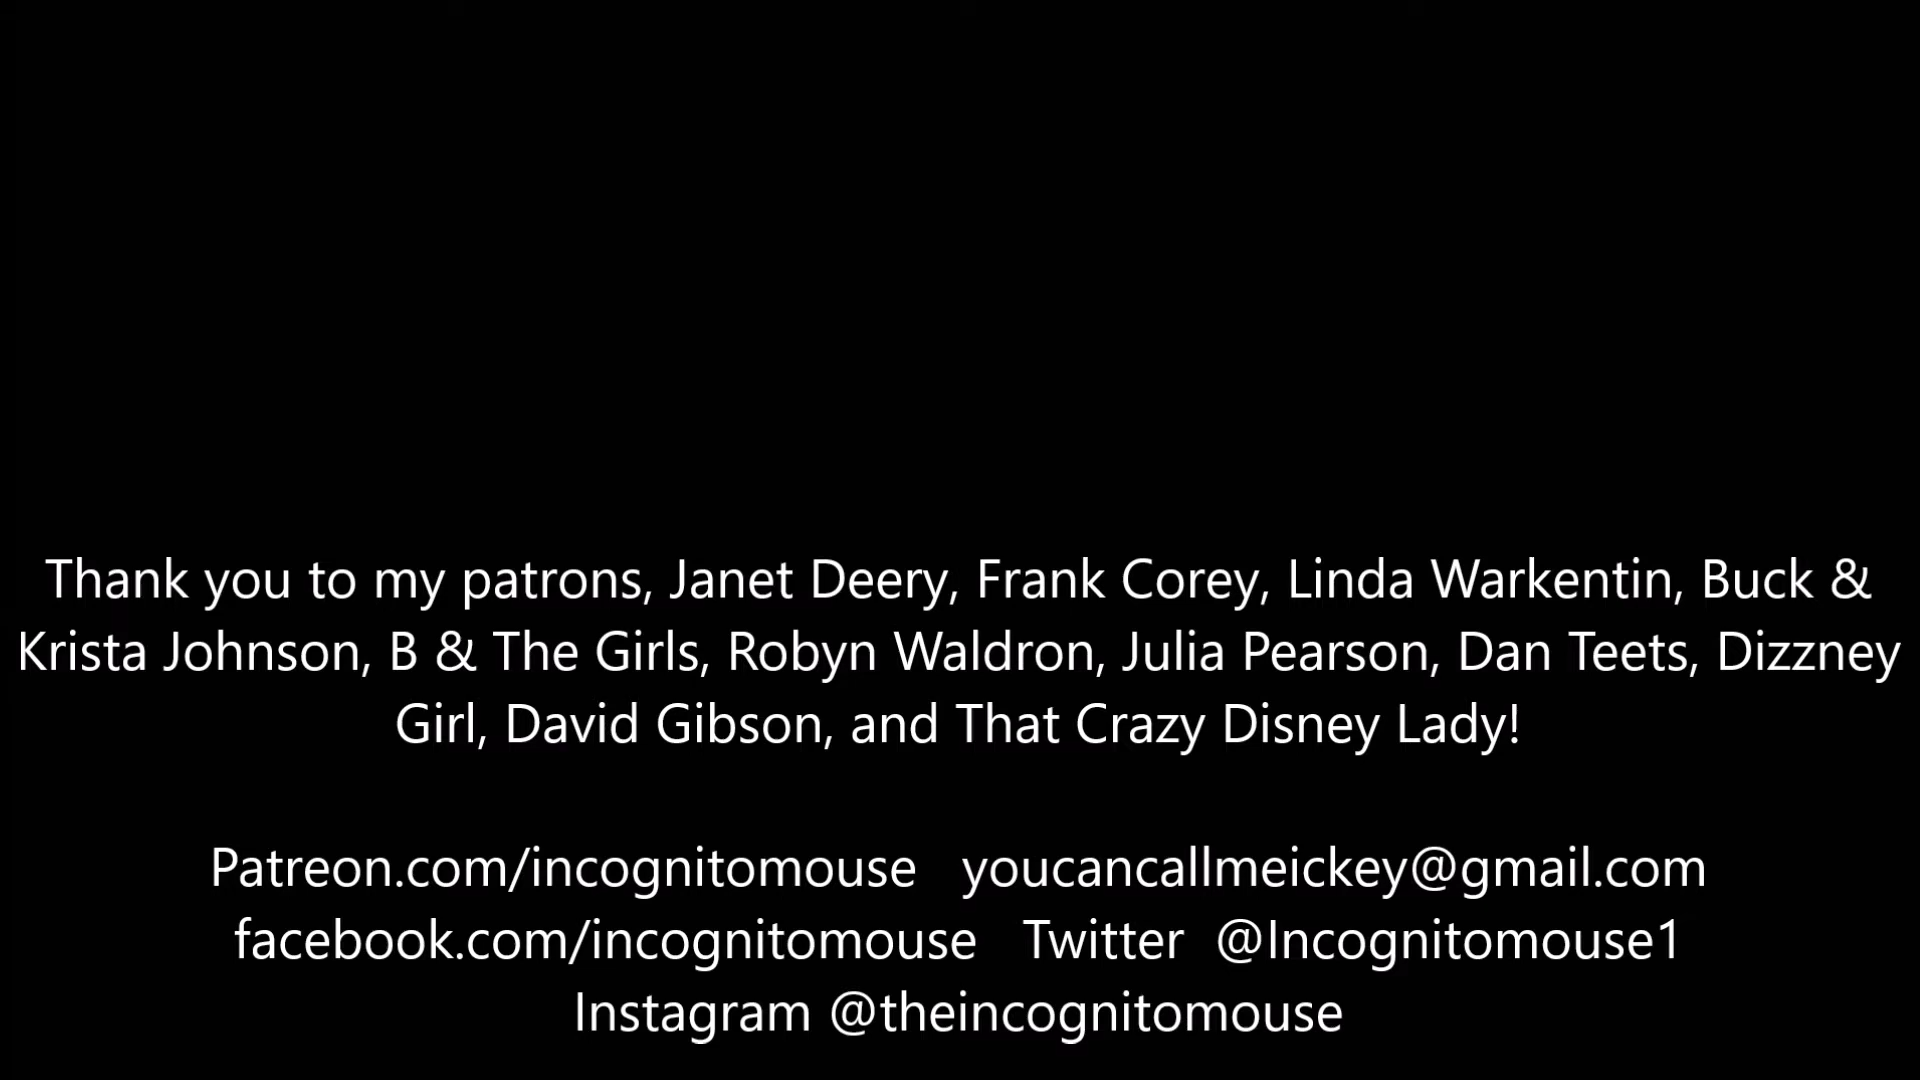 Thank you to my patrons, Janet Deery, Frank Corey, Linda Warkentin, Buck &
Krista Johnson, B & The Girls, Robyn Waldron, Julia Pearson, Dan Teets, Dizzney
Girl, David Gibson, and That Crazy Disney Lady!
Patreon.com/incognitomouse youcancallmeickey@gmail.com
facebook.com/incognitomouse Twitter @Incognitomouse1
Instagram @theincognitomouse